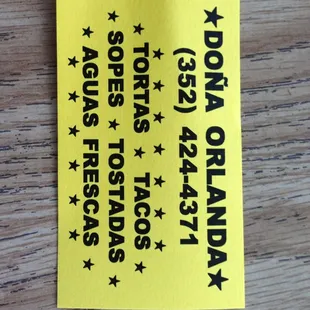 ★ DOÑA ORLANDA ★
(352) 424-4371
★ ★ ★ ★ ★ ★ ★ ★
★ TORTAS ★ TACOS ★
★ SOPES ★ TOSTADAS ★
★ AGUAS FRESCAS ★